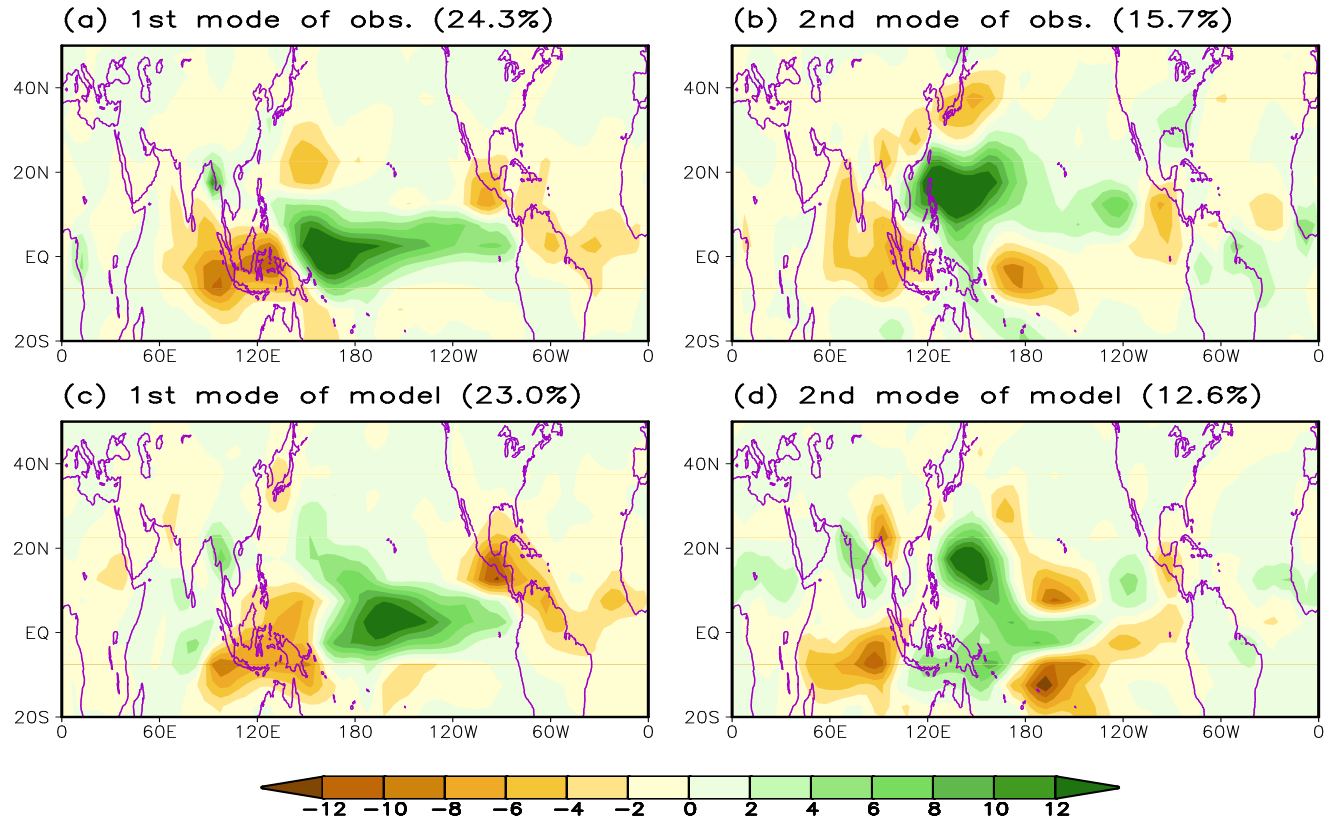 (a) 1st mode of obs. (24.3%)
(b) 2nd mode of obs. (15.7%)
40N
20N
EQ
20S
0 60E 120E 180 120W 60W 0
40N
20N
EQ
20S
0 60E 120E 180 120W 60W 0
(c) 1st mode of model (23.0%)
(d) 2nd mode of model (12.6%)
40N
20N
EQ
20S
0 60E 120E 180 120W 60W 0
40N
20N
EQ
20S
0 60E 120E 180 120W 60W 0
−12 −10 −8 −6 −4 −2 0 2 4 6 8 10 12